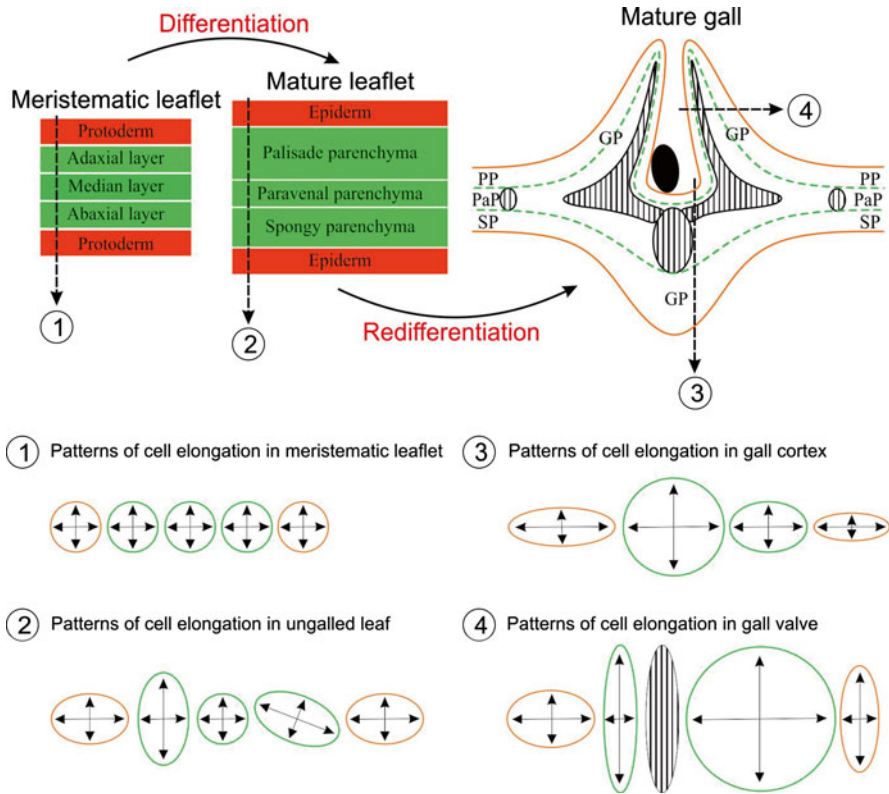 Differentiation
Mature gall
Meristematic leaflet
Mature leaflet
Protoderm
Adaxial layer
Median layer
Abaxial layer
Protoderm
Epiderm
Palisade parenchyma
Paravenal parenchyma
Spongy parenchyma
Epiderm
1
2
Redifferentiation
4
GP
GP
PP
PP
PaP
PaP
SP
SP
GP
3
1 Patterns of cell elongation in meristematic leaflet
3 Patterns of cell elongation in gall cortex
2 Patterns of cell elongation in ungalled leaf
4 Patterns of cell elongation in gall valve